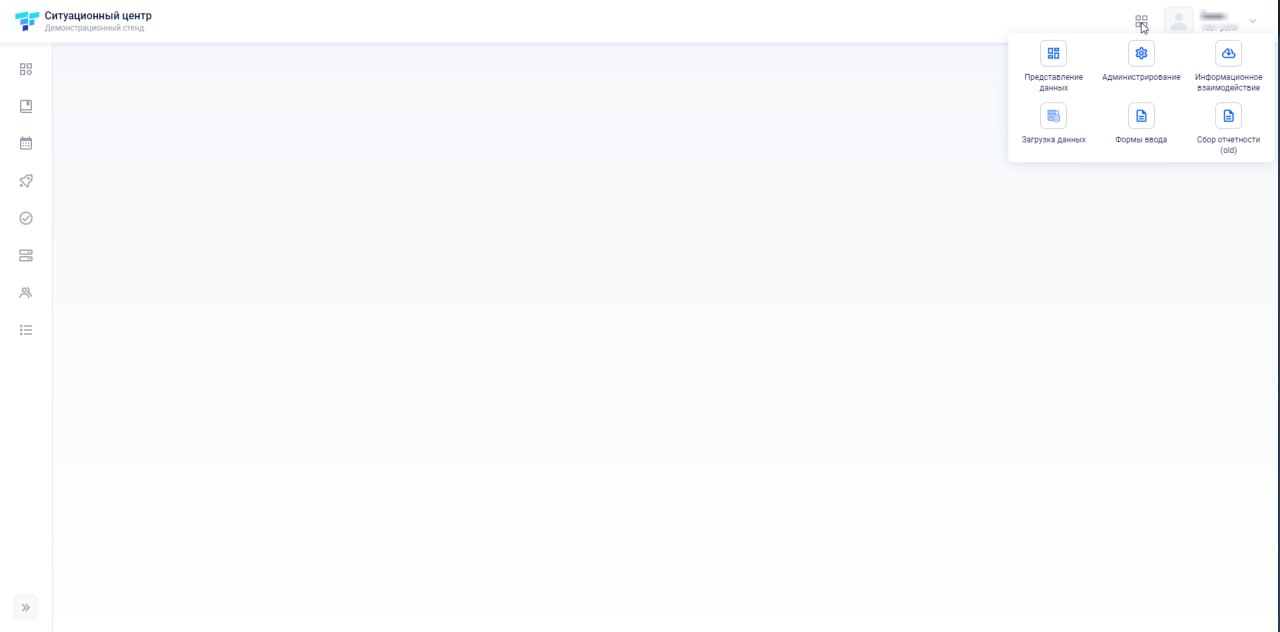 Ситуационный центр
Демонстрационный стенд
Представление
данных
Администрирование
Информационное
взаимодействие
Загрузка данных
Формы ввода
Сбор отчетности
(old)